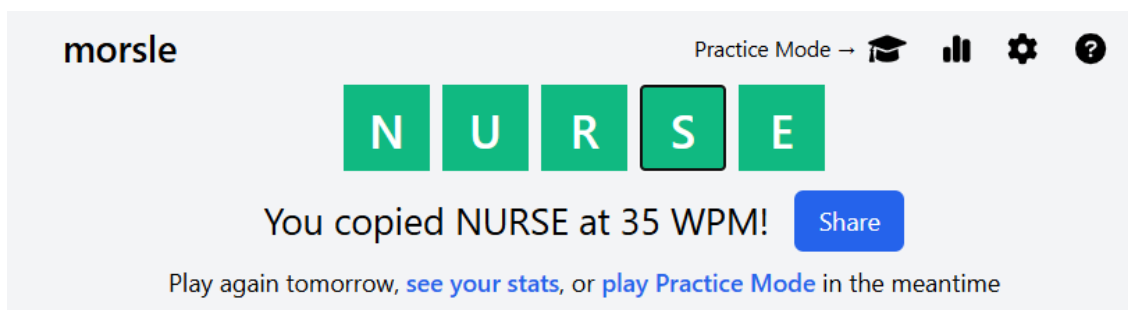 morsle
Practice Mode →
N U R S E
You copied NURSE at 35 WPM!
Share
Play again tomorrow, see your stats, or play Practice Mode in the meantime